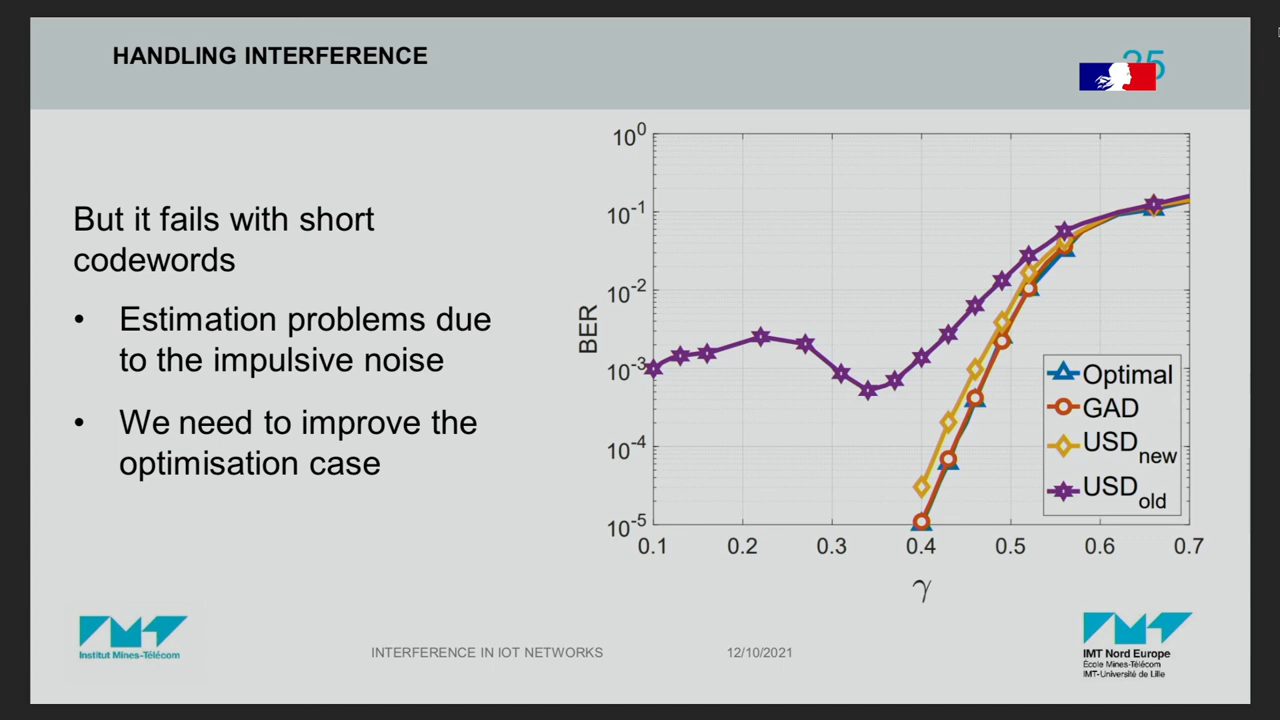 HANDLING INTERFERENCE
25
But it fails with short
codewords
• Estimation problems due
to the impulsive noise
• We need to improve the
optimisation case
10^0
10^-1
10^-2
10^-3
10^-4
10^-5
BER
0.1 0.2 0.3 0.4 0.5 0.6 0.7
γ
Optimal
GAD
USD_new
USD_old
Institut Mines-Télécom
INTERFERENCE IN IOT NETWORKS
12/10/2021
IMT Nord Europe
École Mines-Télécom
IMT-Université de Lille